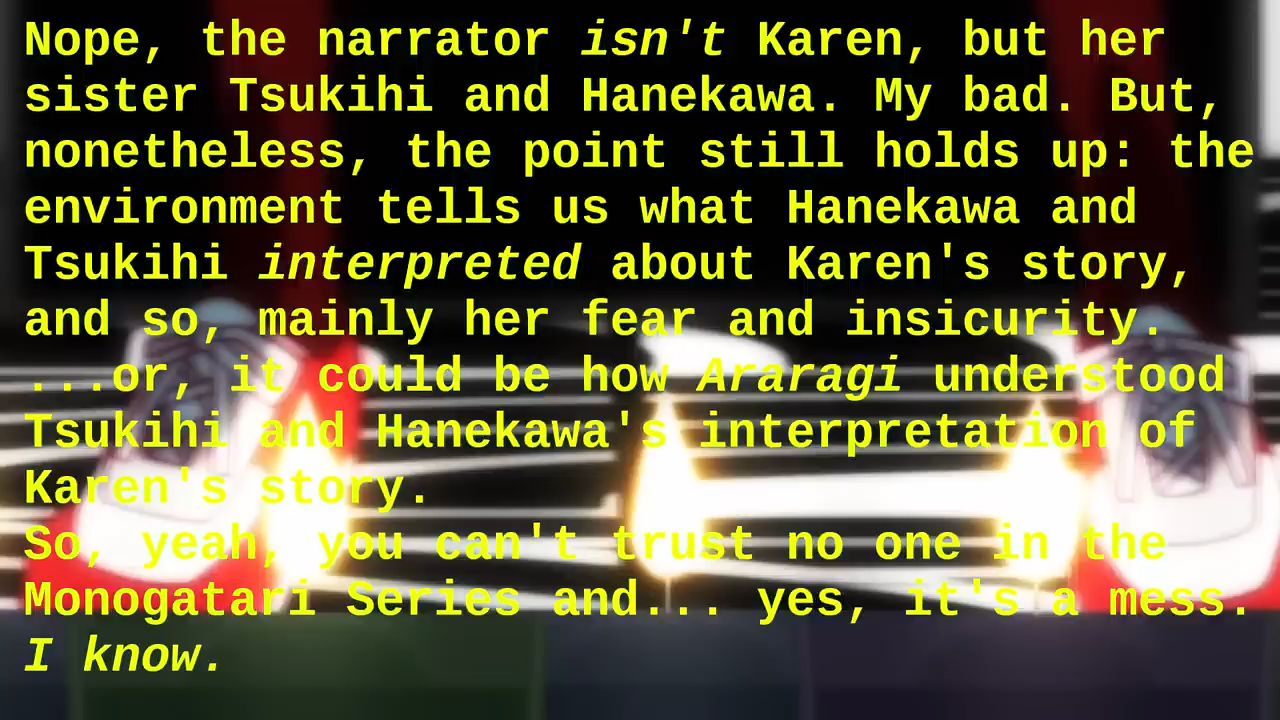 Nope, the narrator isn't Karen, but her
sister Tsukihi and Hanekawa. My bad. But,
nonetheless, the point still holds up: the
environment tells us what Hanekawa and
Tsukihi interpreted about Karen's story,
and so, mainly her fear and insicurity.
...or, it could be how Araragi understood
Tsukihi and Hanekawa's interpretation of
Karen's story.
So, yeah, you can't trust no one in the
Monogatari Series and... yes, it's a mess.
I know.